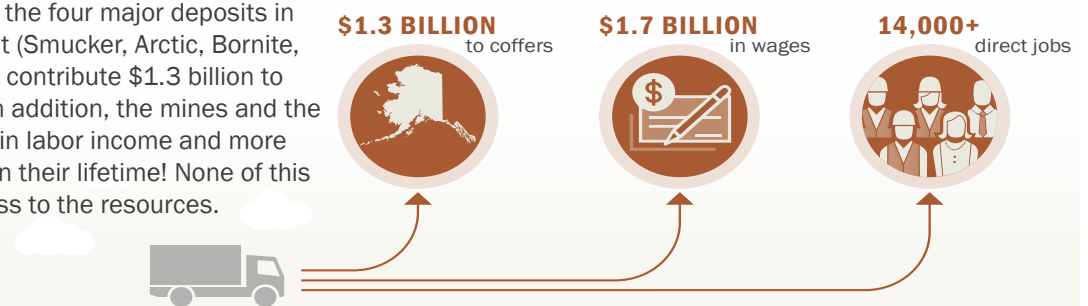 the four major deposits in
t (Smucker, Arctic, Bornite,
contribute $1.3 billion to
n addition, the mines and the
in labor income and more
n their lifetime! None of this
ss to the resources.
$1.3 BILLION
to coffers
$1.7 BILLION
in wages
$
14,000+
direct jobs